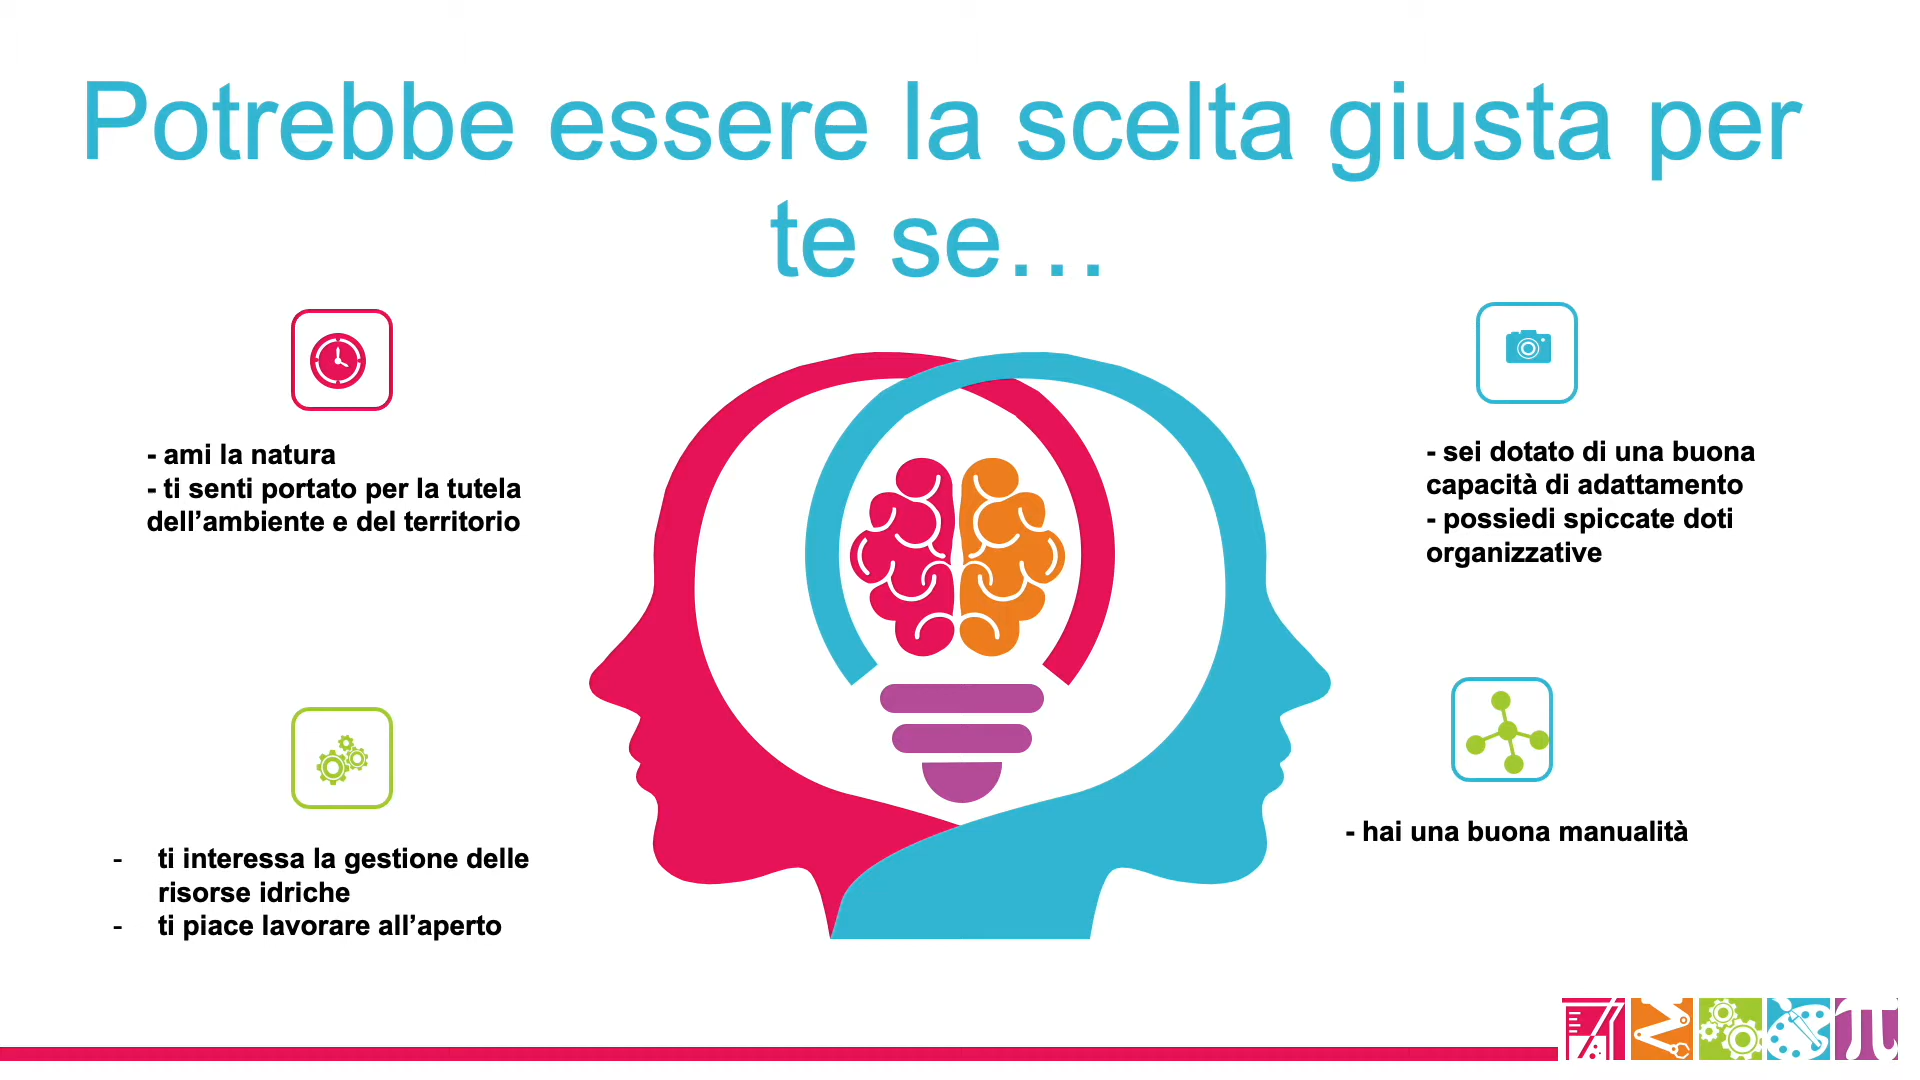 Potrebbe essere la scelta giusta per
te se…
- ami la natura
- ti senti portato per la tutela
dell’ambiente e del territorio
- sei dotato di una buona
capacità di adattamento
- possiedi spiccate doti
organizzative
- ti interessa la gestione delle
risorse idriche
- ti piace lavorare all’aperto
- hai una buona manualità
π